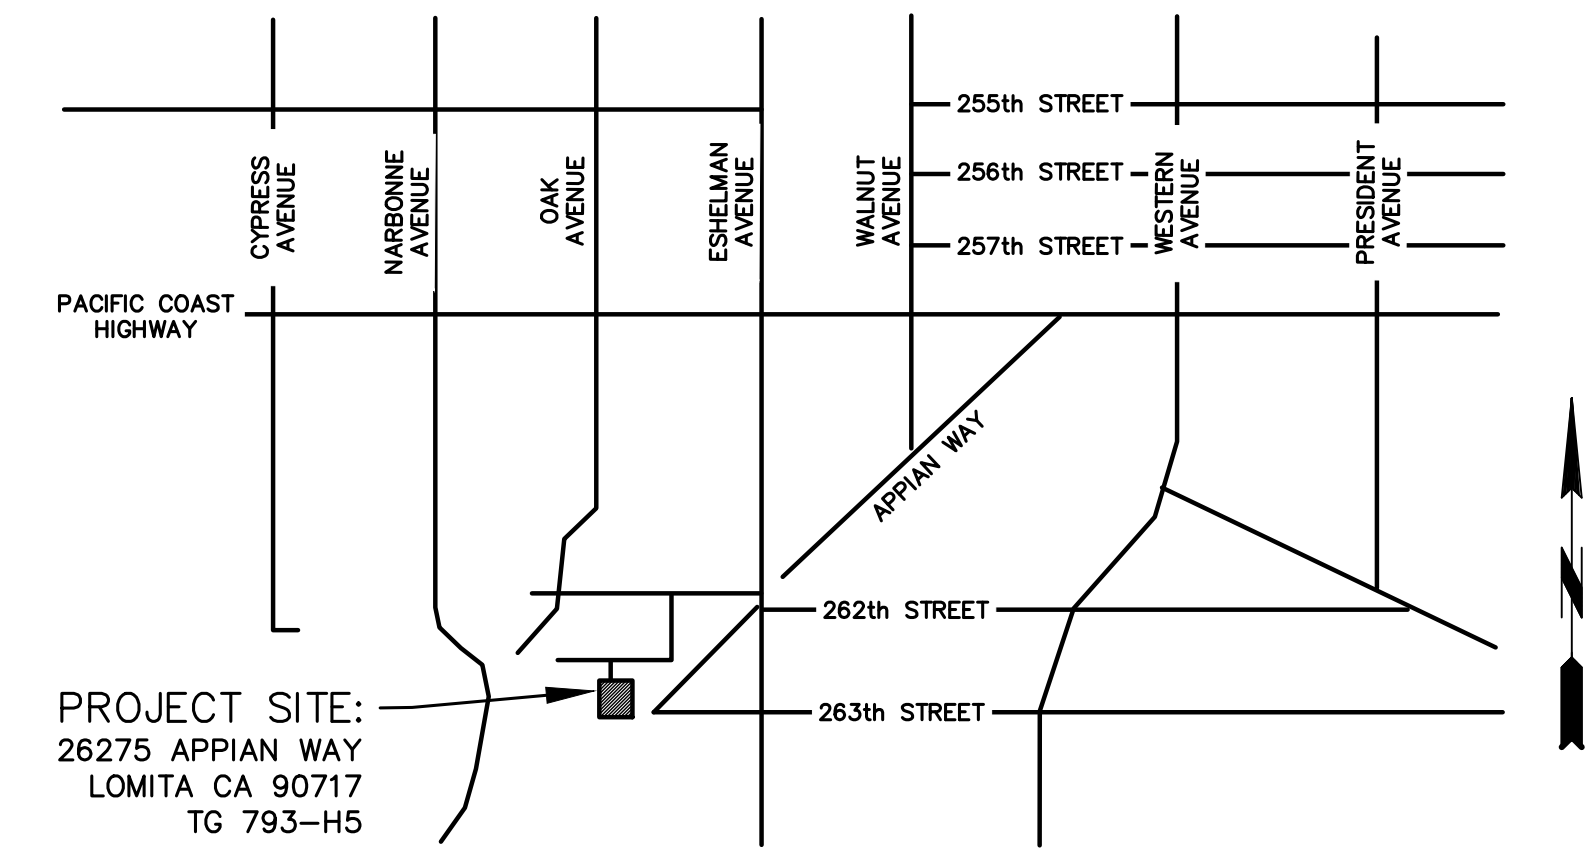 255th STREET
256th STREET
257th STREET
CYPRESS
AVENUE
NARBONNE
AVENUE
OAK
AVENUE
ESHELMAN
AVENUE
WALNUT
AVENUE
WESTERN
AVENUE
PRESIDENT
AVENUE
PACIFIC COAST
HIGHWAY
APPIAN WAY
262th STREET
263th STREET
PROJECT SITE:
26275 APPIAN WAY
LOMITA CA 90717
TG 793-H5
N